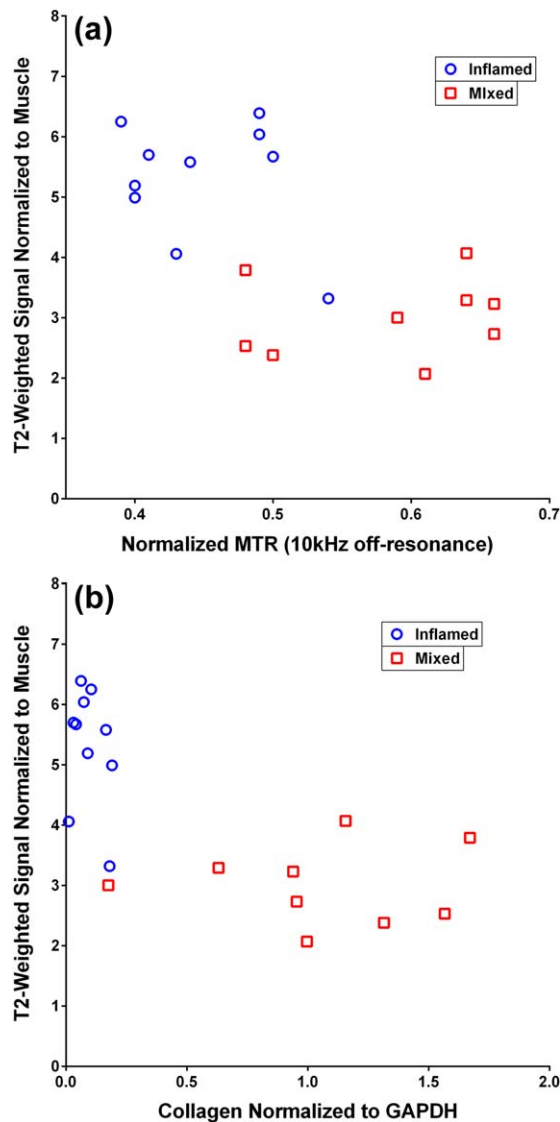 (a)
Inflamed
MIxed
T2-Weighted Signal Normalized to Muscle
8
7
6
5
4
3
2
1
0
0.4 0.5 0.6 0.7
Normalized MTR (10kHz off-resonance)
(b)
Inflamed
Mixed
T2-Weighted Signal Normalized to Muscle
8
7
6
5
4
3
2
1
0
0.0 0.5 1.0 1.5 2.0
Collagen Normalized to GAPDH